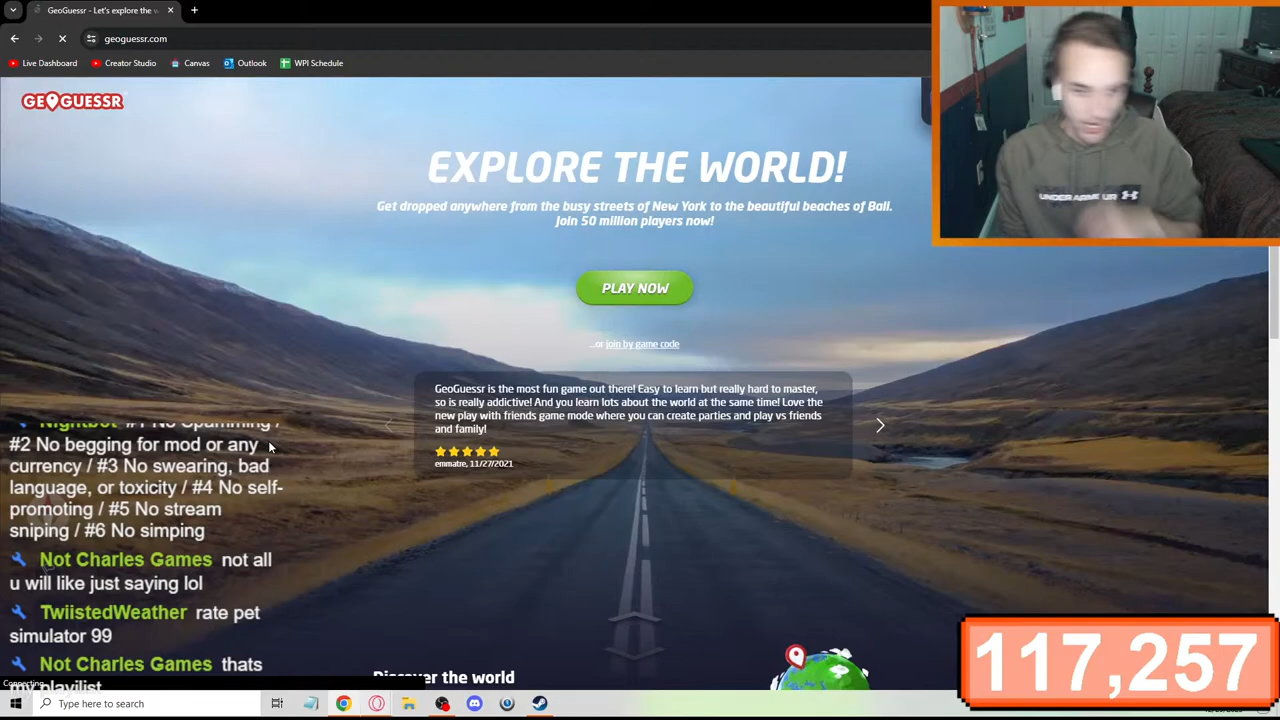 GeoGuessr - Let's explore the w
geoguessr.com
Live Dashboard
Creator Studio
Canvas
Outlook
WPI Schedule
GEOGUESSR
UNDER ARMOUR
EXPLORE THE WORLD!
Get dropped anywhere from the busy streets of New York to the beautiful beaches of Bali.
Join 50 million players now!
PLAY NOW
...or join by game code
GeoGuessr is the most fun game out there! Easy to learn but really hard to master,
so is really addictive! And you learn lots about the world at the same time! Love the
new play with friends game mode where you can create parties and play vs friends
and family!
emmatre, 11/27/2021
Nightbot #1 No Spamming /
#2 No begging for mod or any
currency / #3 No swearing, bad
language, or toxicity / #4 No self-
promoting / #5 No stream
sniping / #6 No simping
Not Charles Games not all
u will like just saying lol
TwiistedWeather rate pet
simulator 99
Not Charles Games thats
my playilist
Connecting...
Discover the world
117,257
Type here to search